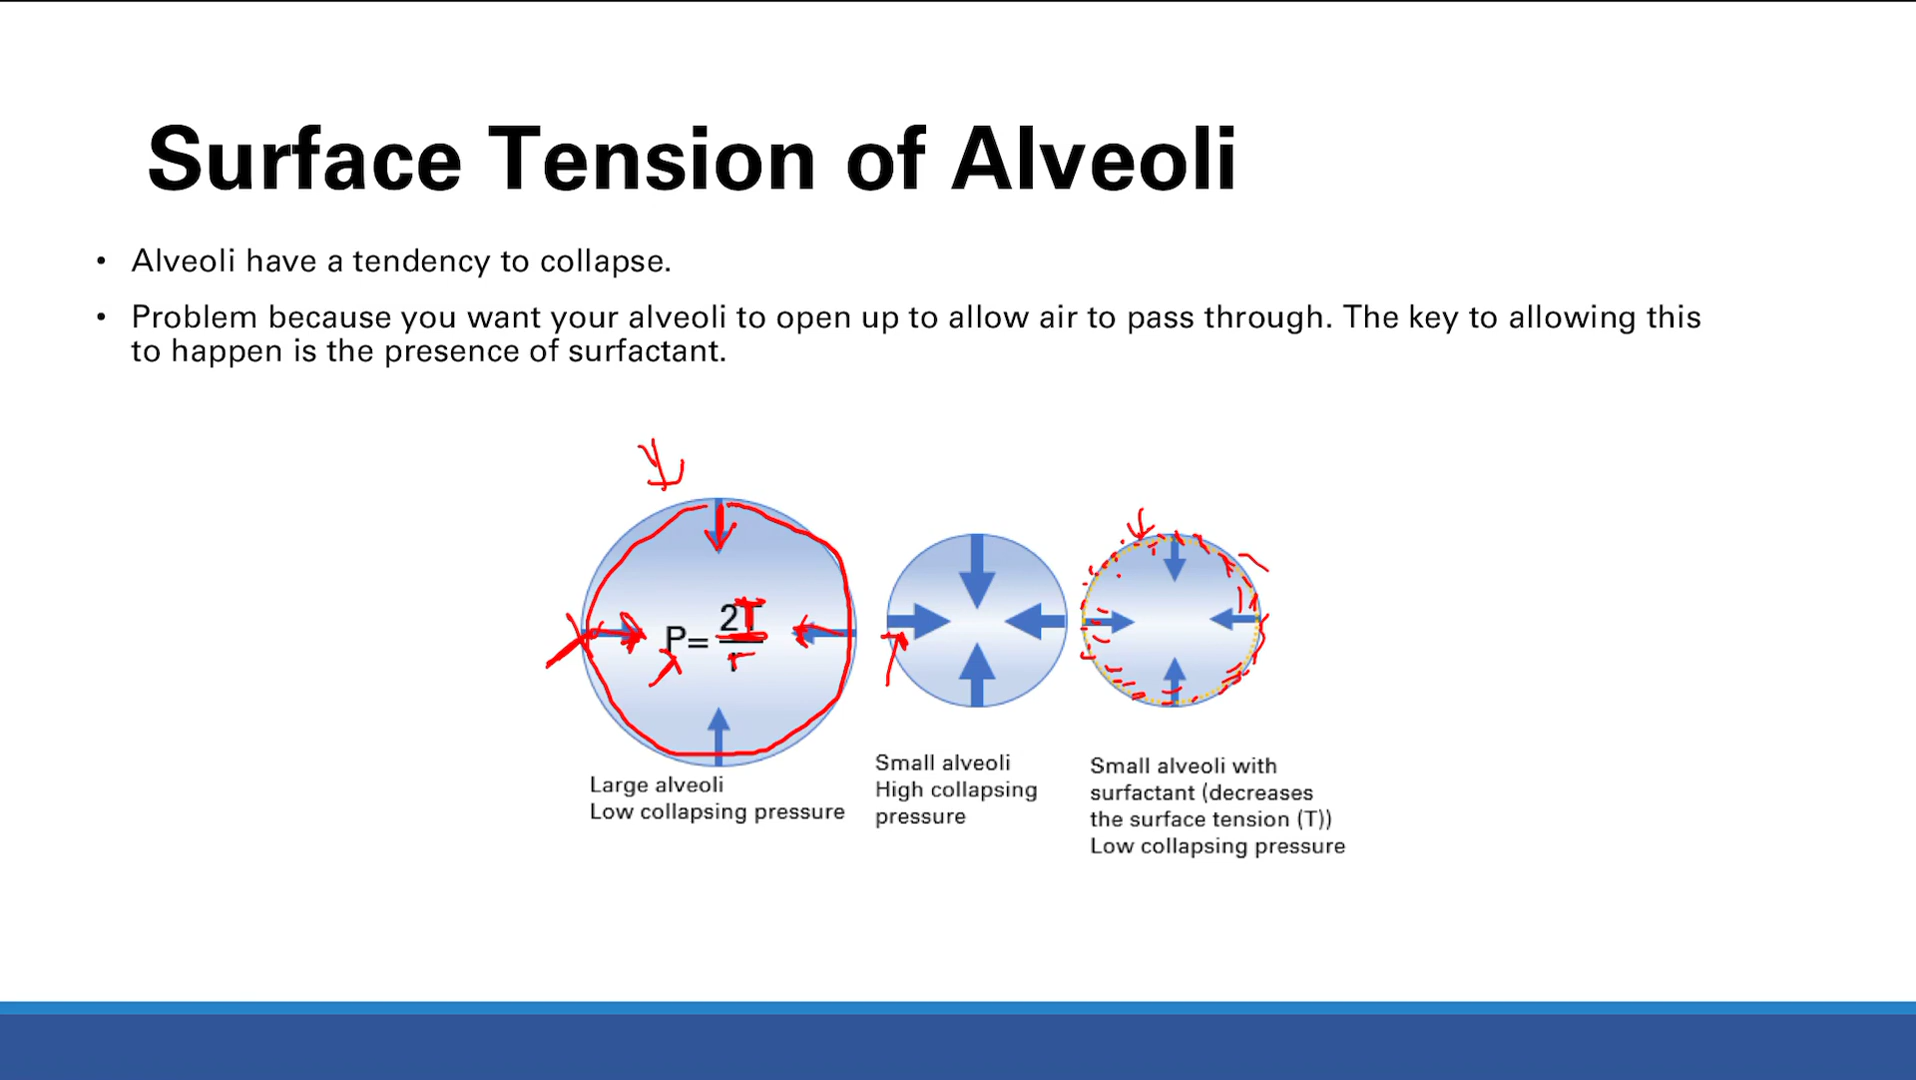 Surface Tension of Alveoli
• Alveoli have a tendency to collapse.
• Problem because you want your alveoli to open up to allow air to pass through. The key to allowing this
to happen is the presence of surfactant.
P= 2T
r
Large alveoli
Low collapsing pressure
Small alveoli
High collapsing
pressure
Small alveoli with
surfactant (decreases
the surface tension (T))
Low collapsing pressure